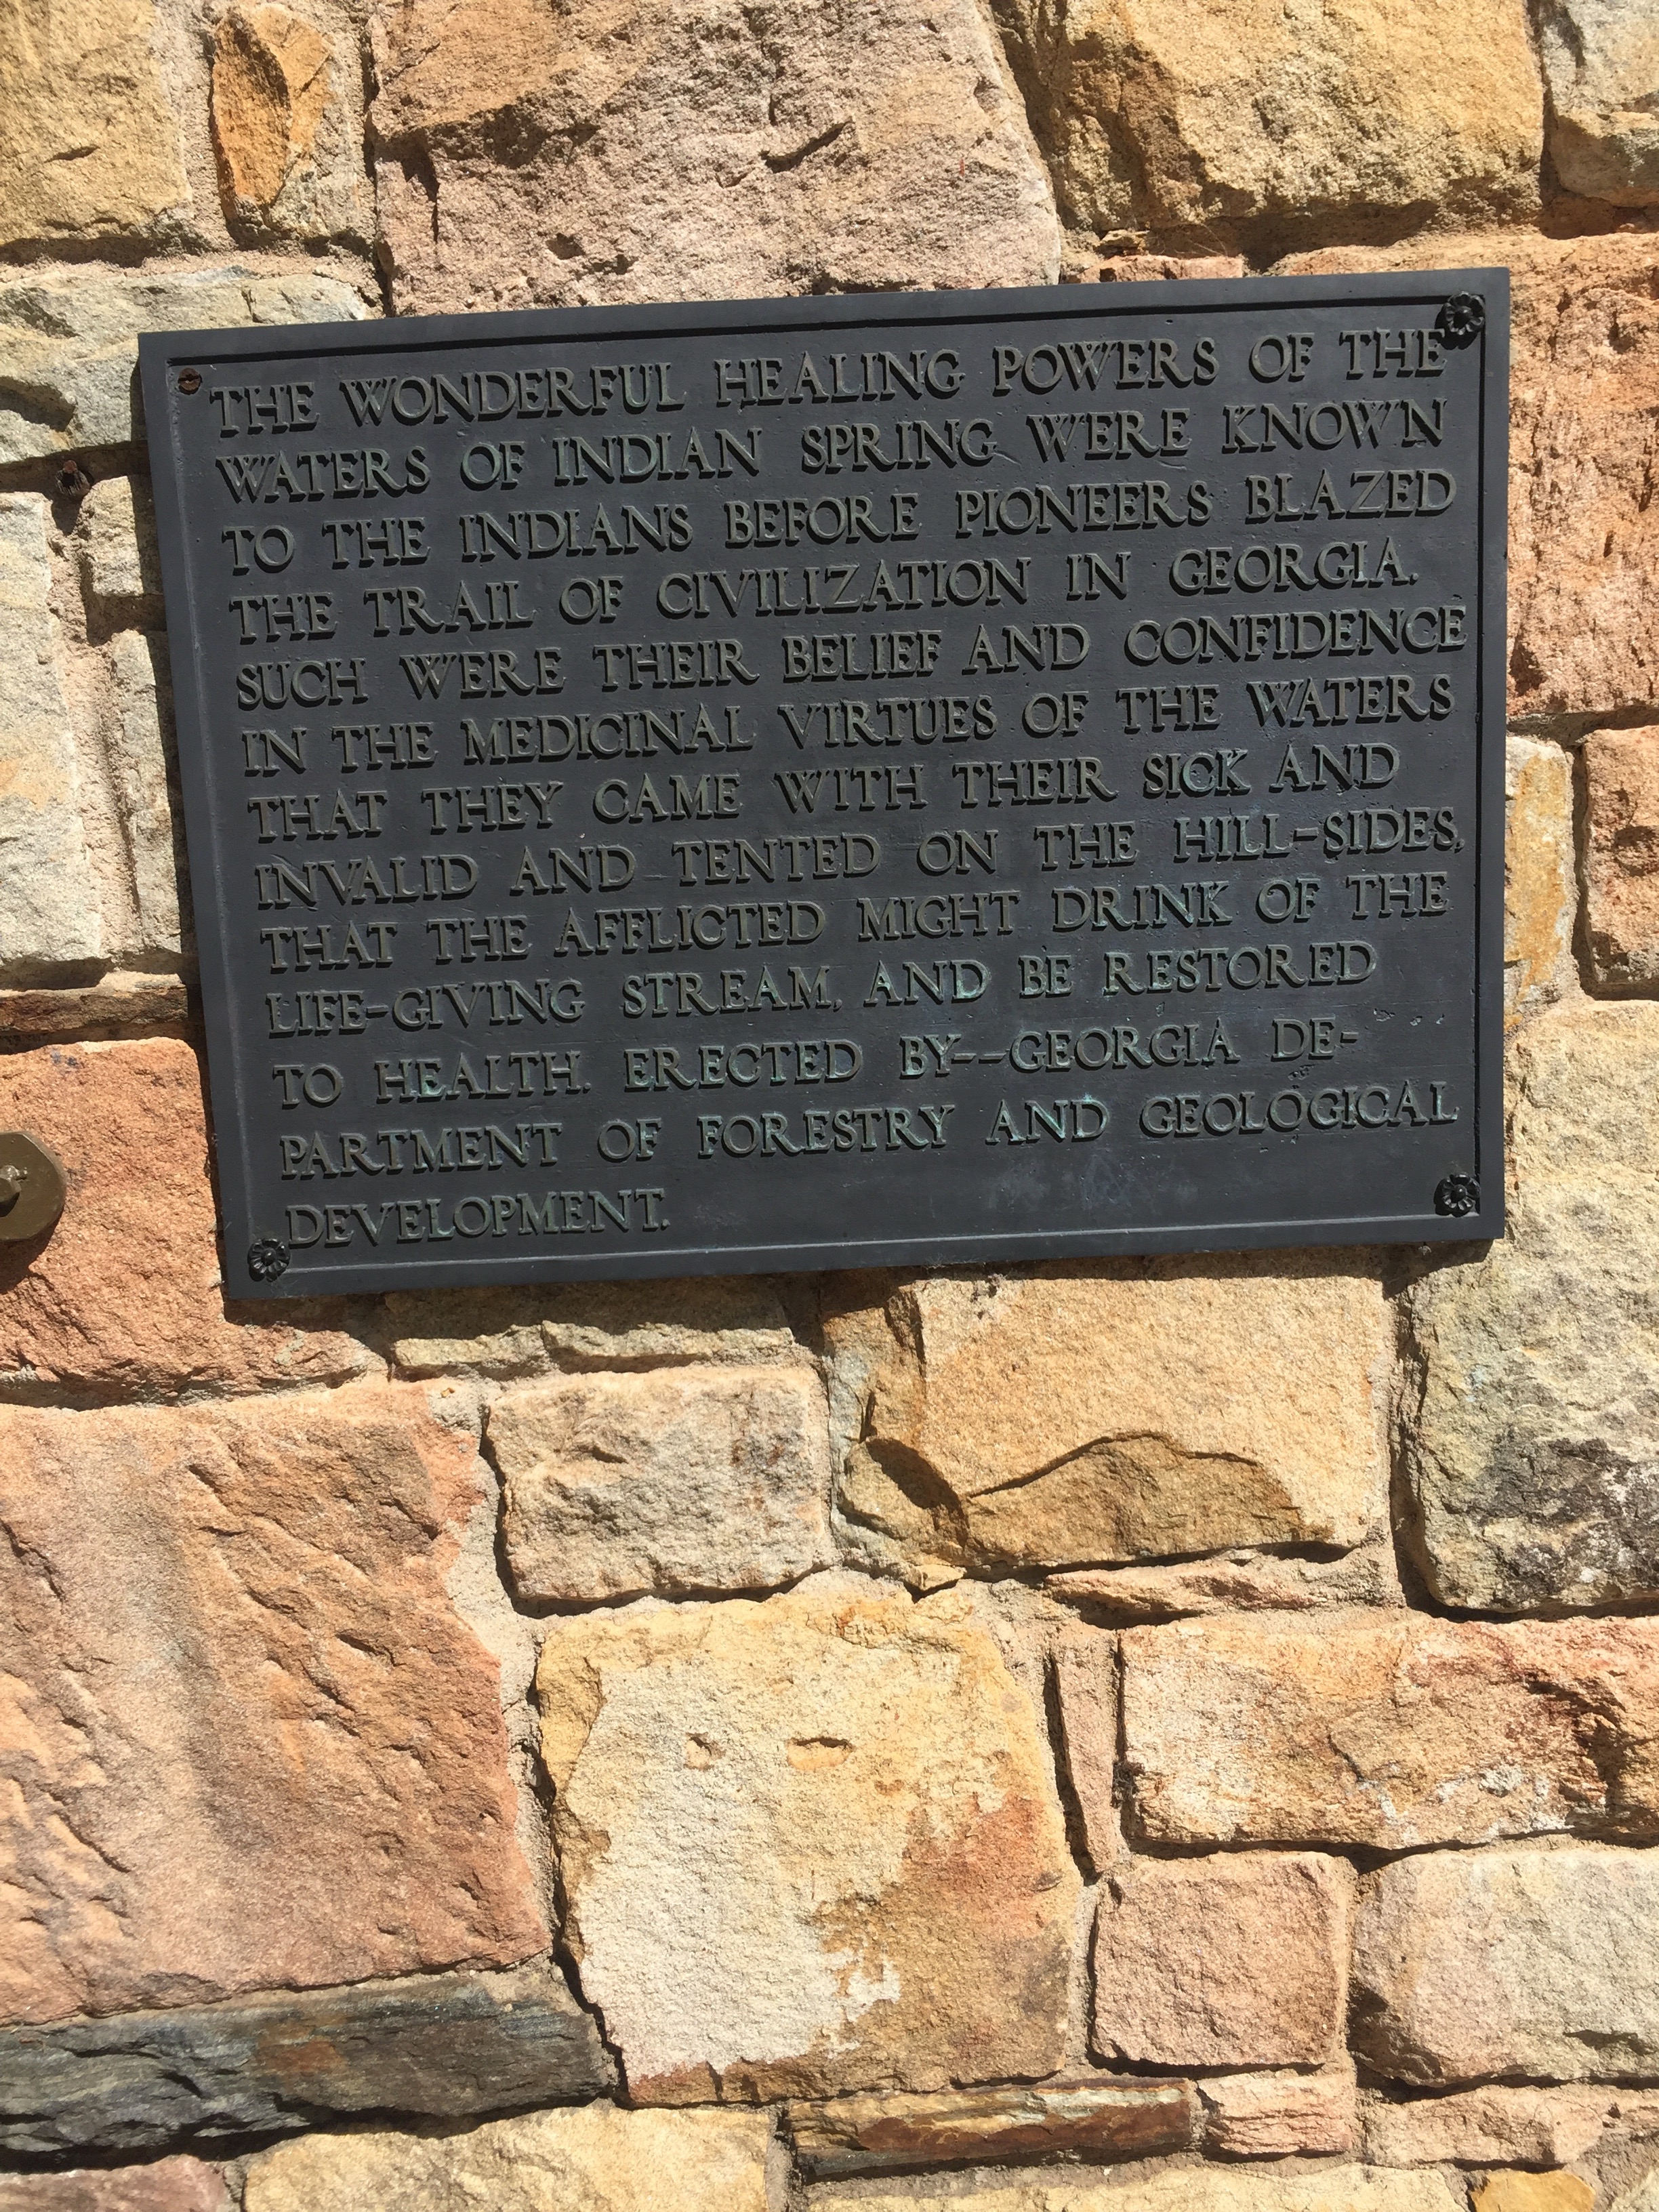 THE WONDERFUL HEALING POWERS OF THE
WATERS OF INDIAN SPRING WERE KNOWN
TO THE INDIANS BEFORE PIONEERS BLAZED
THE TRAIL OF CIVILIZATION IN GEORGIA.
SUCH WERE THEIR BELIEF AND CONFIDENCE
IN THE MEDICINAL VIRTUES OF THE WATERS
THAT THEY CAME WITH THEIR SICK AND
INVALID AND TENTED ON THE HILL-SIDES,
THAT THE AFFLICTED MIGHT DRINK OF THE
LIFE-GIVING STREAM, AND BE RESTORED
TO HEALTH. ERECTED BY--GEORGIA DE-
PARTMENT OF FORESTRY AND GEOLOGICAL
DEVELOPMENT.